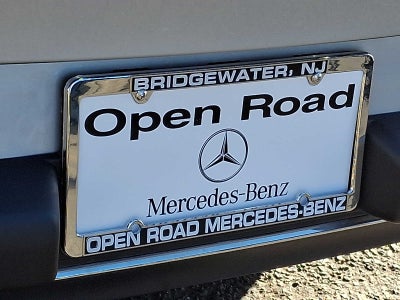 BRIDGEWATER, NJ
Open Road
Mercedes-Benz
OPEN ROAD MERCEDES-BENZ